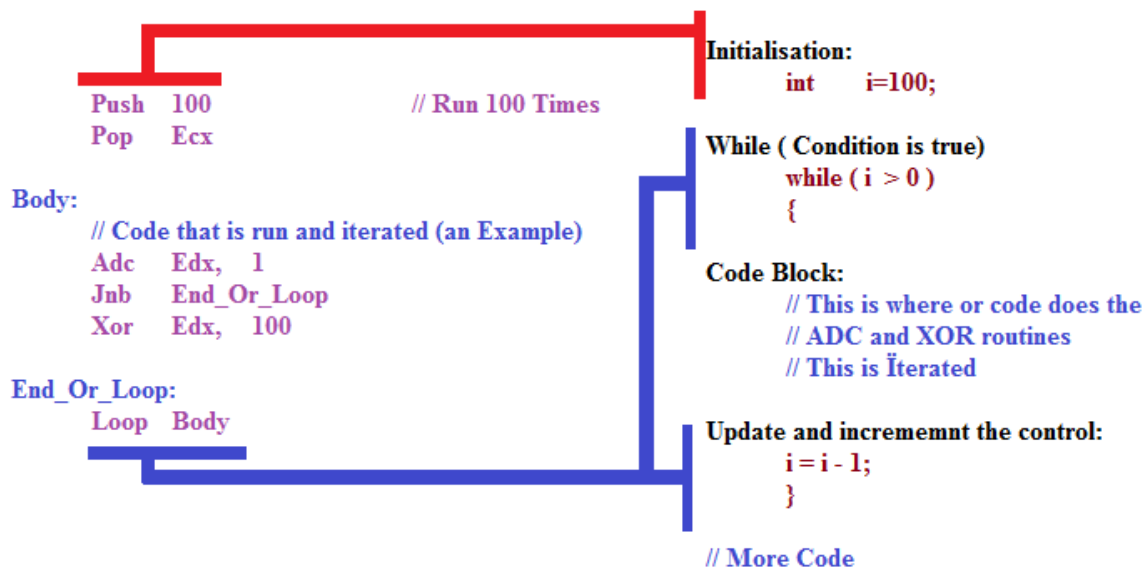 Push 100 // Run 100 Times
Pop Ecx
Body:
// Code that is run and iterated (an Example)
Adc Edx, 1
Jnb End_Or_Loop
Xor Edx, 100
End_Or_Loop:
Loop Body
Initialisation:
int i=100;
While ( Condition is true)
while ( i > 0 )
{
Code Block:
// This is where or code does the
// ADC and XOR routines
// This is Ïterated
Update and incrememnt the control:
i = i - 1;
}
// More Code